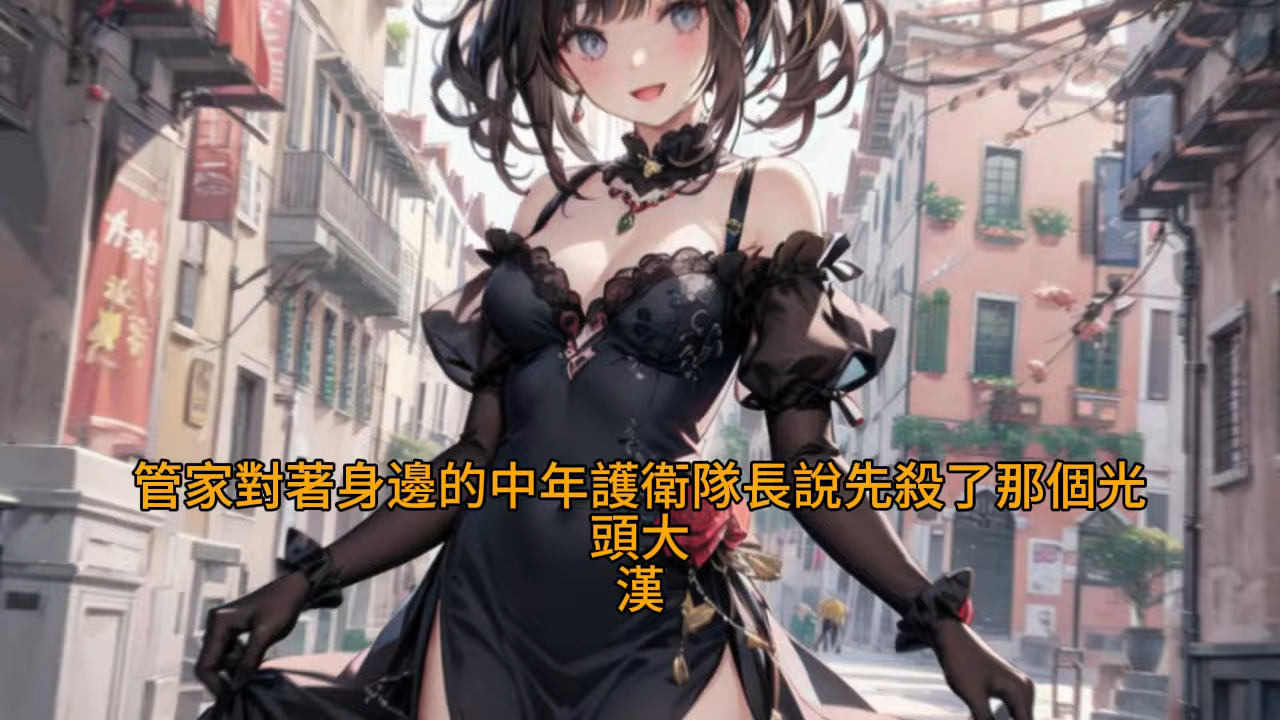 管家對著身邊的中年護衛隊長說先殺了那個光
頭大
漢